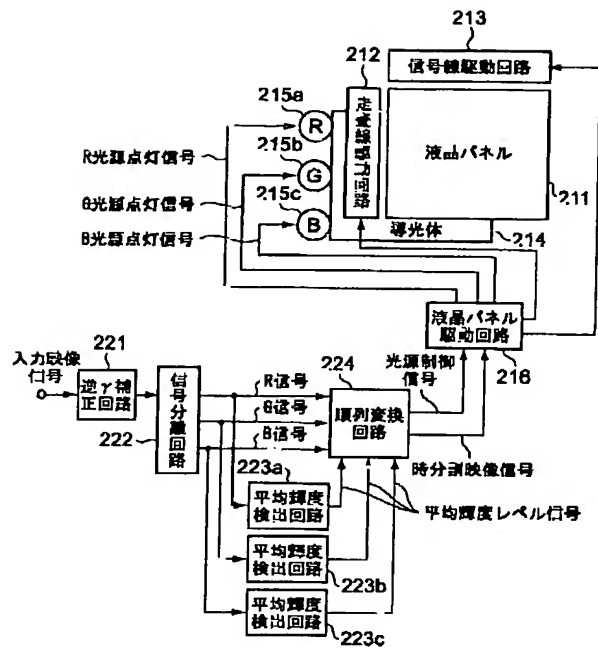 213
212
信号線駆動回路
215a
R
走査線駆動回路
液晶パネル
215b
R光源点灯信号
G
215c
G光源点灯信号
B
211
B光源点灯信号
導光体
214
液晶パネル
駆動回路
216
221
入力映像
信号
逆γ補
正回路
信号分離回路
222
R信号
G信号
B信号
224
順列変換
回路
光源制御
信号
時分割映像信号
223a
平均輝度
検出回路
平均輝度レベル信号
平均輝度
検出回路
223b
平均輝度
検出回路
223c